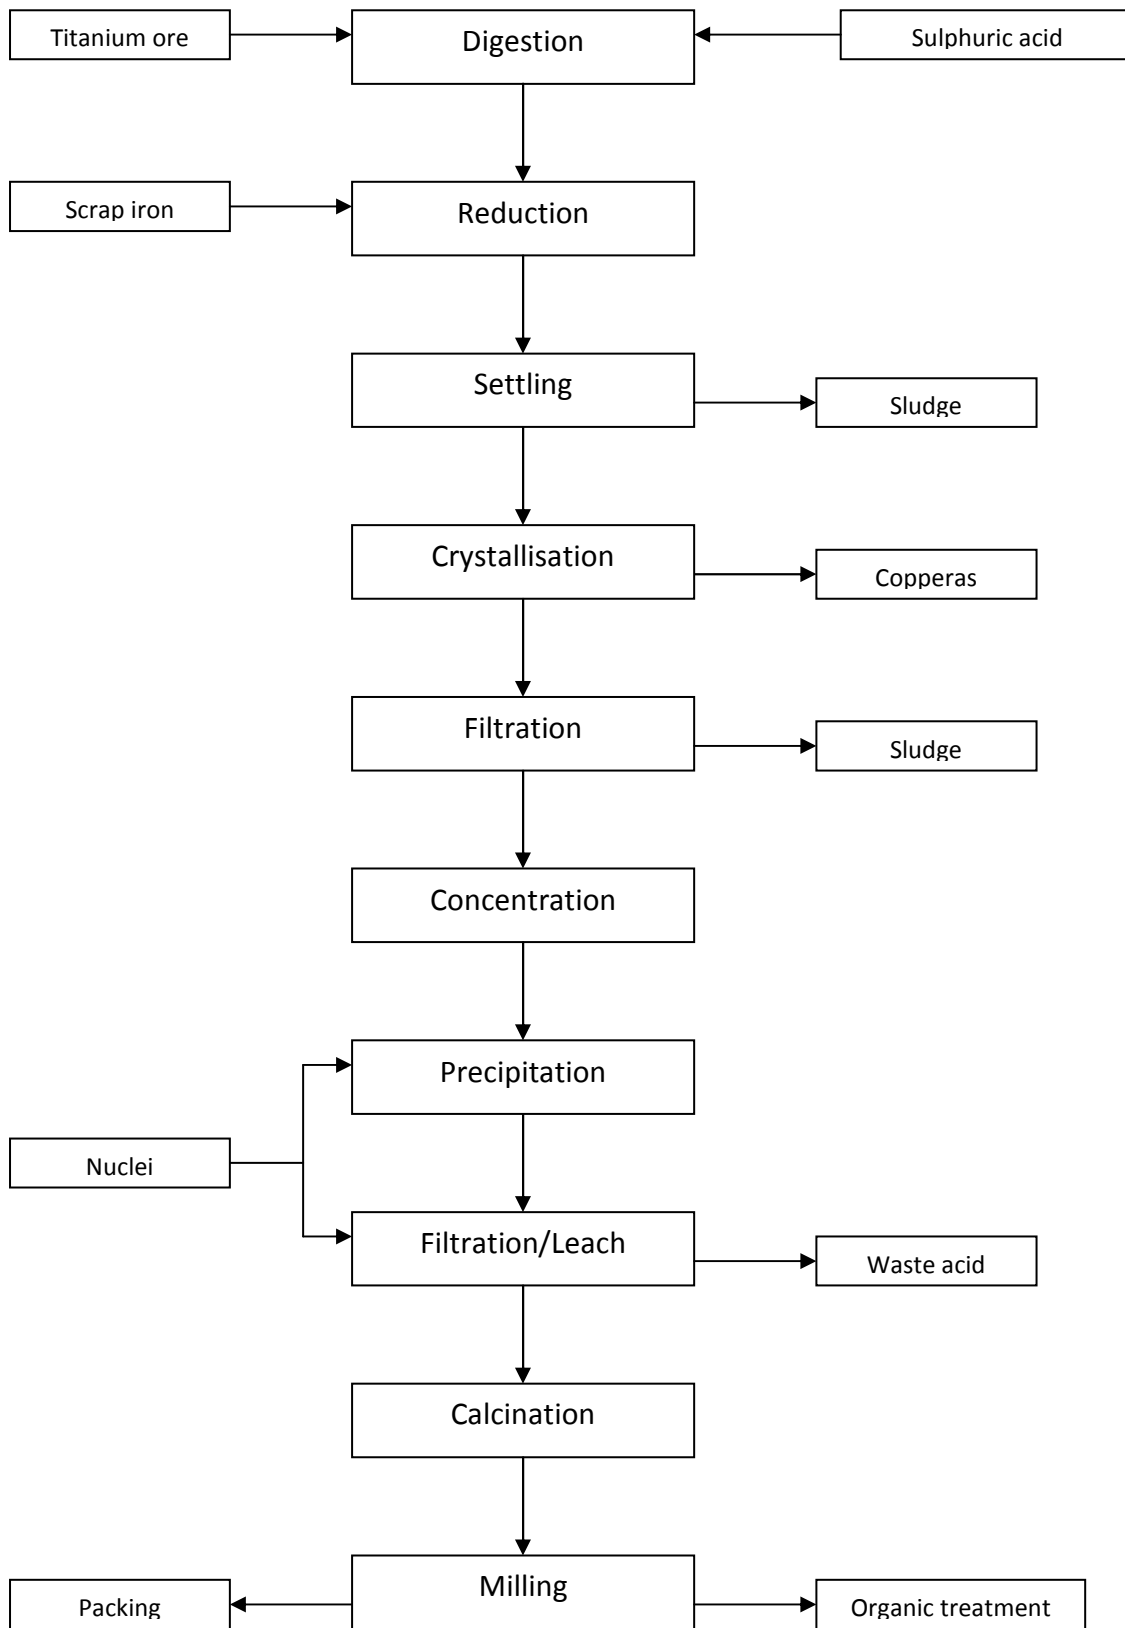 Titanium ore
Digestion
Sulphuric acid
Scrap iron
Reduction
Settling
Sludge
Crystallisation
Copperas
Filtration
Sludge
Concentration
Precipitation
Nuclei
Filtration/Leach
Waste acid
Calcination
Milling
Packing
Organic treatment